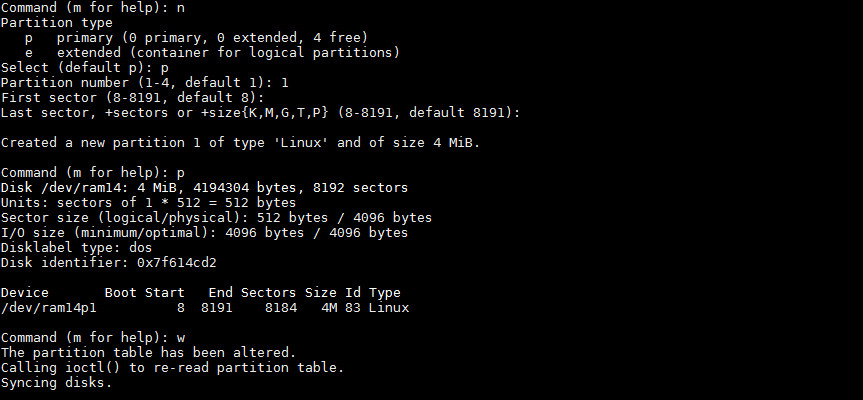 Command (m for help): n
Partition type
   p   primary (0 primary, 0 extended, 4 free)
   e   extended (container for logical partitions)
Select (default p): p
Partition number (1-4, default 1): 1
First sector (8-8191, default 8):
Last sector, +sectors or +size{K,M,G,T,P} (8-8191, default 8191):

Created a new partition 1 of type 'Linux' and of size 4 MiB.

Command (m for help): p
Disk /dev/ram14: 4 MiB, 4194304 bytes, 8192 sectors
Units: sectors of 1 * 512 = 512 bytes
Sector size (logical/physical): 512 bytes / 4096 bytes
I/O size (minimum/optimal): 4096 bytes / 4096 bytes
Disklabel type: dos
Disk identifier: 0x7f614cd2

Device       Boot Start   End Sectors Size Id Type
/dev/ram14p1          8  8191    8184   4M 83 Linux

Command (m for help): w
The partition table has been altered.
Calling ioctl() to re-read partition table.
Syncing disks.